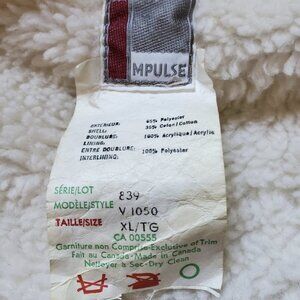 MPULSE
EXTERIEUR: 65% Polyester
SHELL: 35% Coton/Cotton
DOUBLURE: 100% Acrylique/Acrylic
LINING:
ENTRE DOUBLURE: 100% Polyester
INTERLINING:
SÉRIE/LOT 839
MODÈLE/STYLE V 1050
TAILLE/SIZE XL/TG
CA 00555
Garniture non Comprise-Exclusive of Trim
Fait au Canada-Made in Canada
Nettoyer a Sec-Dry Clean